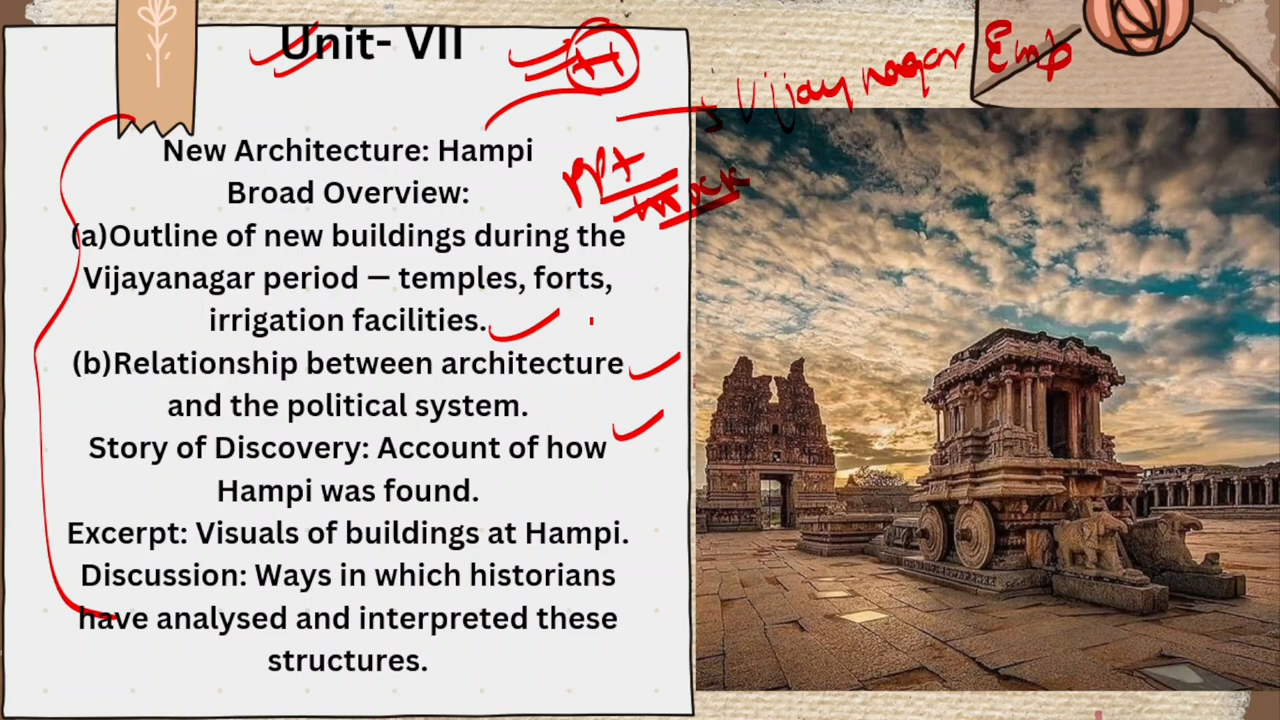 Unit- VII
H
Vijaynagar Emp
New Architecture: Hampi
PPt
Broad Overview:
(a)Outline of new buildings during the
Vijayanagar period — temples, forts,
irrigation facilities.
(b)Relationship between architecture
and the political system.
Story of Discovery: Account of how
Hampi was found.
Excerpt: Visuals of buildings at Hampi.
Discussion: Ways in which historians
have analysed and interpreted these
structures.